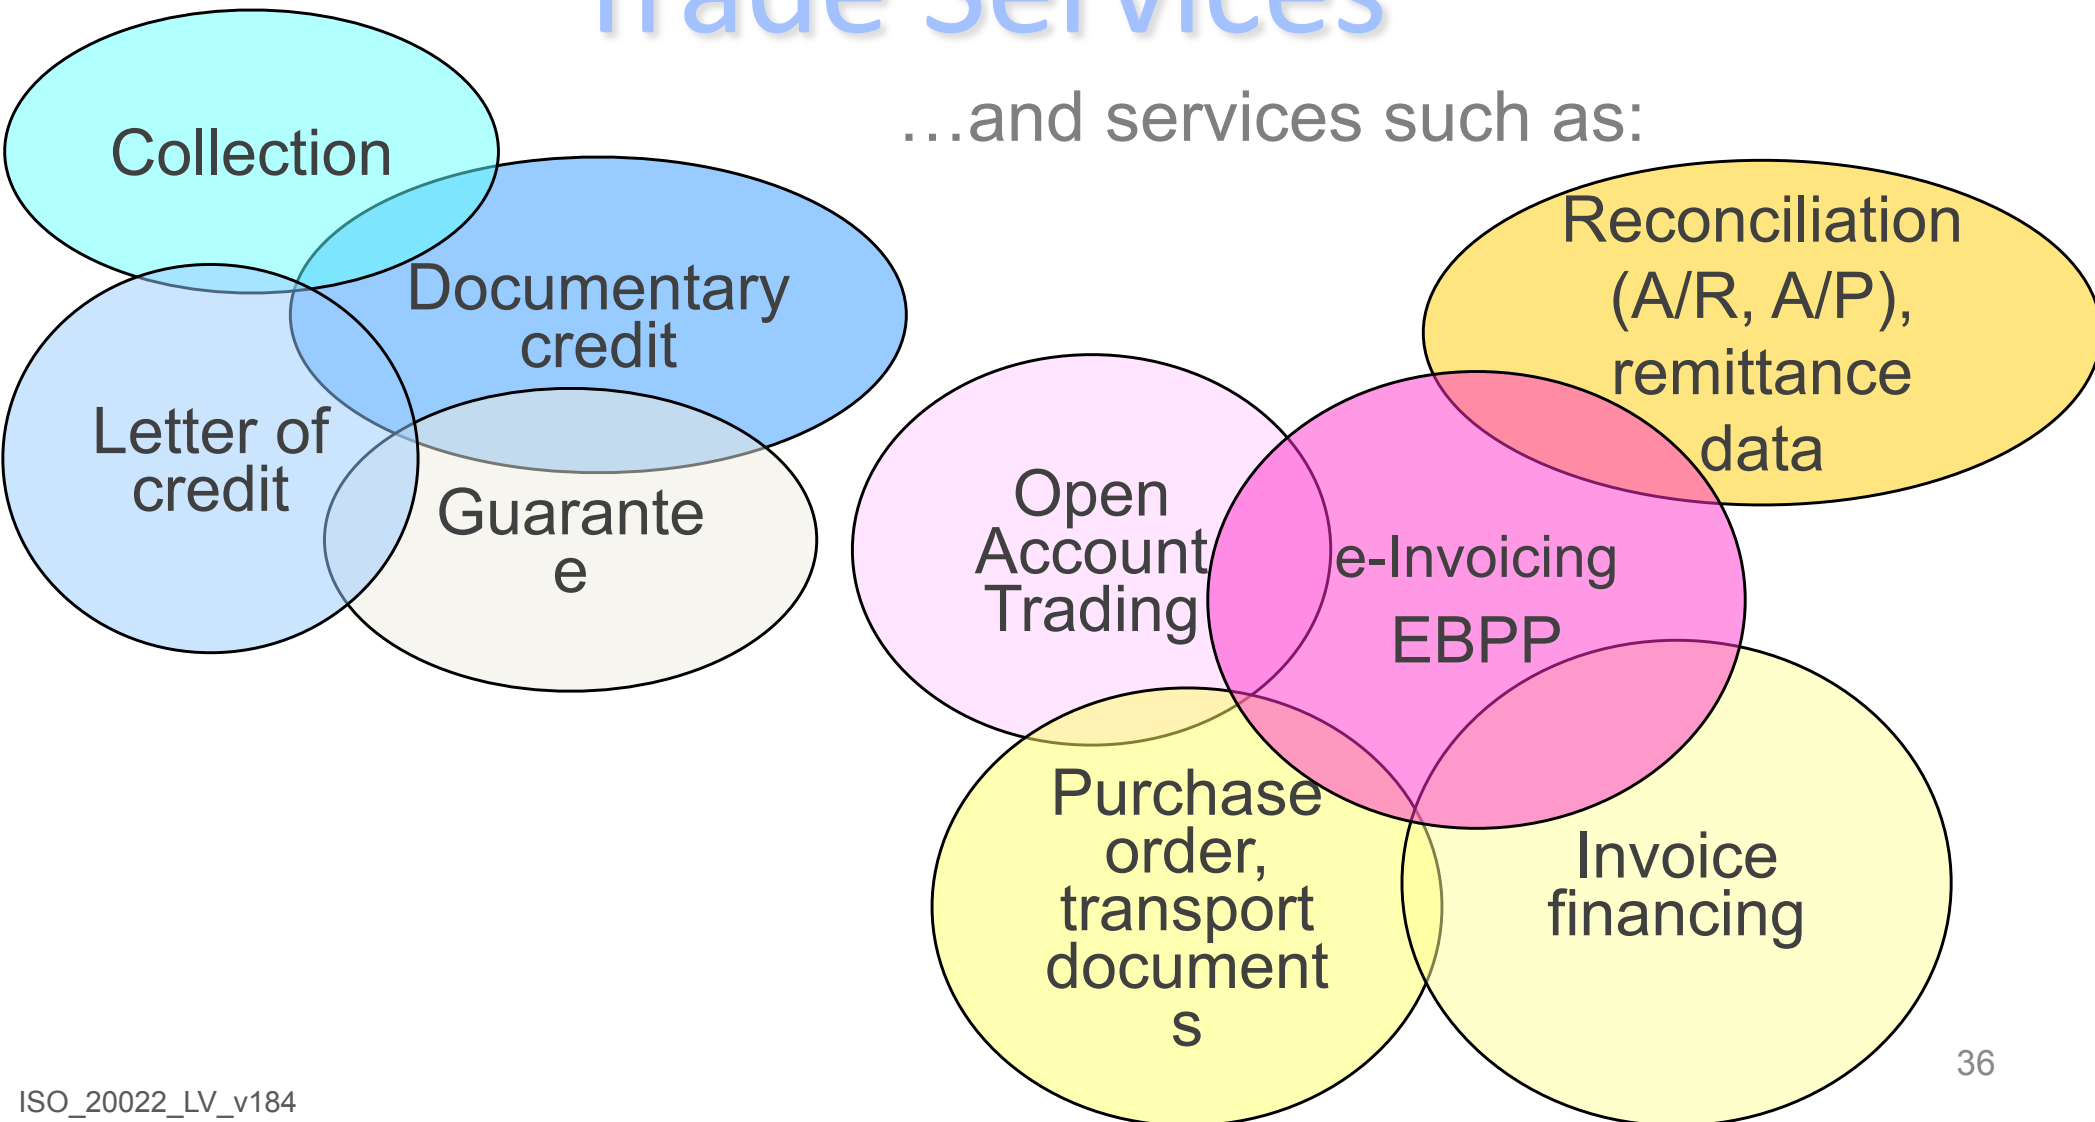 Trade Services
…and services such as:
Collection
Documentary
credit
Letter of
credit
Guarante
e
Reconciliation
(A/R, A/P),
remittance
data
Open
Account
Trading
e-Invoicing
EBPP
Purchase
order,
transport
document
s
Invoice
financing
36
ISO_20022_LV_v184